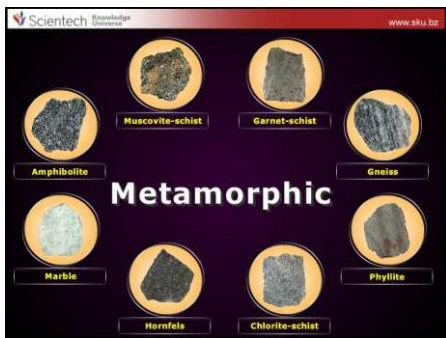 Scientech Knowledge Universe
www.sku.bz
Muscovite-schist
Garnet-schist
Amphibolite
Gneiss
Metamorphic
Marble
Phyllite
Hornfels
Chlorite-schist